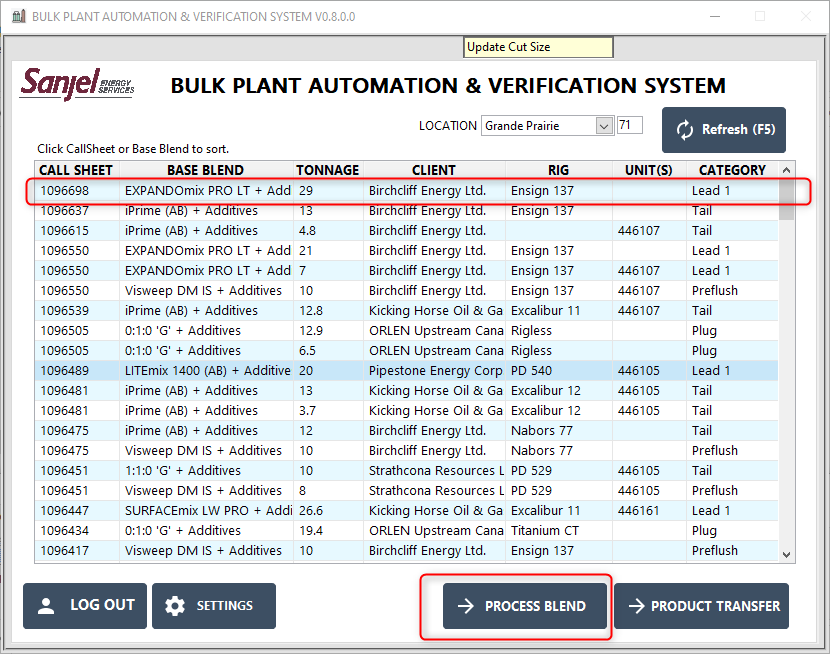 BULK PLANT AUTOMATION & VERIFICATION SYSTEM V0.8.0.0
Update Cut Size
Sanjel ENERGY SERVICES
BULK PLANT AUTOMATION & VERIFICATION SYSTEM
LOCATION Grande Prairie 71
Refresh (F5)
Click CallSheet or Base Blend to sort.
CALL SHEET BASE BLEND TONNAGE CLIENT RIG UNIT(S) CATEGORY
1096698 EXPANDOmix PRO LT + Add 29 Birchcliff Energy Ltd. Ensign 137 Lead 1
1096637 iPrime (AB) + Additives 13 Birchcliff Energy Ltd. Ensign 137 Tail
1096615 iPrime (AB) + Additives 4.8 Birchcliff Energy Ltd. 446107 Tail
1096550 EXPANDOmix PRO LT + Add 21 Birchcliff Energy Ltd. Ensign 137 Lead 1
1096550 EXPANDOmix PRO LT + Add 7 Birchcliff Energy Ltd. Ensign 137 446107 Lead 1
1096550 Visweep DM IS + Additives 10 Birchcliff Energy Ltd. Ensign 137 446107 Preflush
1096539 iPrime (AB) + Additives 12.8 Kicking Horse Oil & Ga Excalibur 11 446107 Tail
1096505 0:1:0 'G' + Additives 12.9 ORLEN Upstream Cana Rigless Plug
1096505 0:1:0 'G' + Additives 6.5 ORLEN Upstream Cana Rigless Plug
1096489 LITEmix 1400 (AB) + Additive 20 Pipestone Energy Corp PD 540 446105 Lead 1
1096481 iPrime (AB) + Additives 13 Kicking Horse Oil & Ga Excalibur 12 446105 Tail
1096481 iPrime (AB) + Additives 3.7 Kicking Horse Oil & Ga Excalibur 12 446105 Tail
1096475 iPrime (AB) + Additives 12 Birchcliff Energy Ltd. Nabors 77 Tail
1096475 Visweep DM IS + Additives 10 Birchcliff Energy Ltd. Nabors 77 Preflush
1096451 1:1:0 'G' + Additives 10 Strathcona Resources L PD 529 446105 Tail
1096451 Visweep DM IS + Additives 8 Strathcona Resources L PD 529 446105 Preflush
1096447 SURFACEmix LW PRO + Addi 26.6 Kicking Horse Oil & Ga Excalibur 11 446161 Lead 1
1096434 0:1:0 'G' + Additives 19.4 ORLEN Upstream Cana Titanium CT Plug
1096417 Visweep DM IS + Additives 10 Birchcliff Energy Ltd. Ensign 137 Preflush
LOG OUT SETTINGS PROCESS BLEND PRODUCT TRANSFER